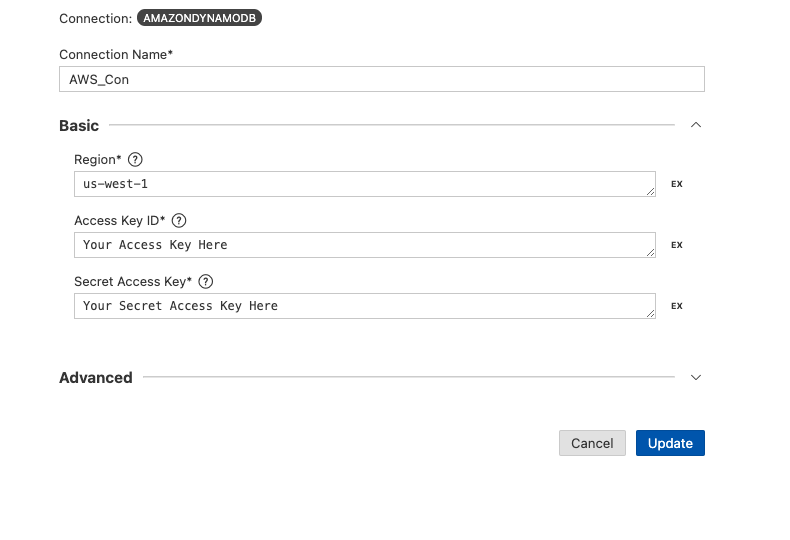 Connection: AMAZONDYNAMODB
Connection Name*
AWS_Con
Basic
Region* ?
us-west-1 EX
Access Key ID* ?
Your Access Key Here EX
Secret Access Key* ?
Your Secret Access Key Here EX
Advanced
Cancel Update